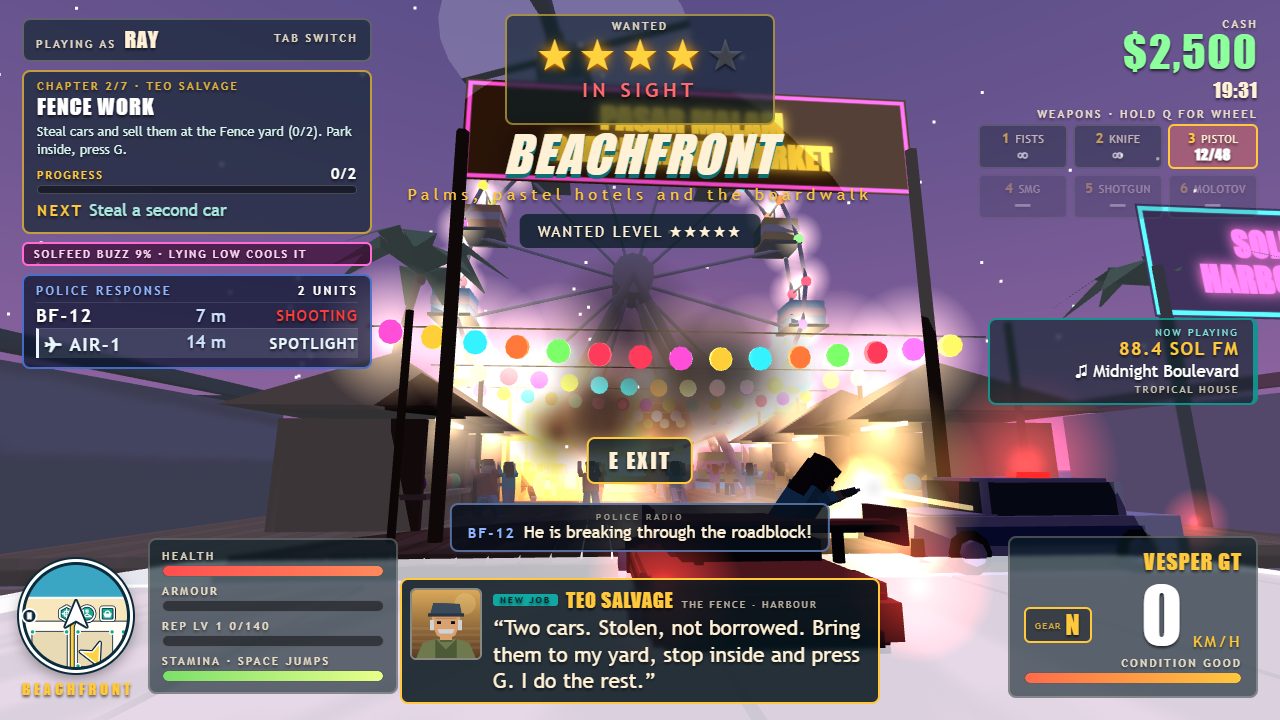 PLAYING AS RAY
TAB SWITCH
CHAPTER 2/7 · TEO SALVAGE
FENCE WORK
Steal cars and sell them at the Fence yard (0/2). Park
inside, press G.
PROGRESS 0/2
NEXT Steal a second car
SOLFEED BUZZ 9% · LYING LOW COOLS IT
POLICE RESPONSE 2 UNITS
BF-12 7 m SHOOTING
AIR-1 14 m SPOTLIGHT
WANTED
IN SIGHT
PASAR MALAM
BEACHFRONT
Palms, pastel hotels and the boardwalk
WANTED LEVEL ★★★★★
CASH
$2,500
19:31
WEAPONS · HOLD Q FOR WHEEL
1 FISTS ∞
2 KNIFE ∞
3 PISTOL 12/48
4 SMG —
5 SHOTGUN —
6 MOLOTOV —
NOW PLAYING
88.4 SOL FM
♫ Midnight Boulevard
TROPICAL HOUSE
E EXIT
POLICE RADIO
BF-12 He is breaking through the roadblock!
HEALTH
ARMOUR
REP LV 1 0/140
STAMINA · SPACE JUMPS
BEACHFRONT
NEW JOB TEO SALVAGE THE FENCE · HARBOUR
“Two cars. Stolen, not borrowed. Bring
them to my yard, stop inside and press
G. I do the rest.”
VESPER GT
GEAR N
0 KM/H
CONDITION GOOD